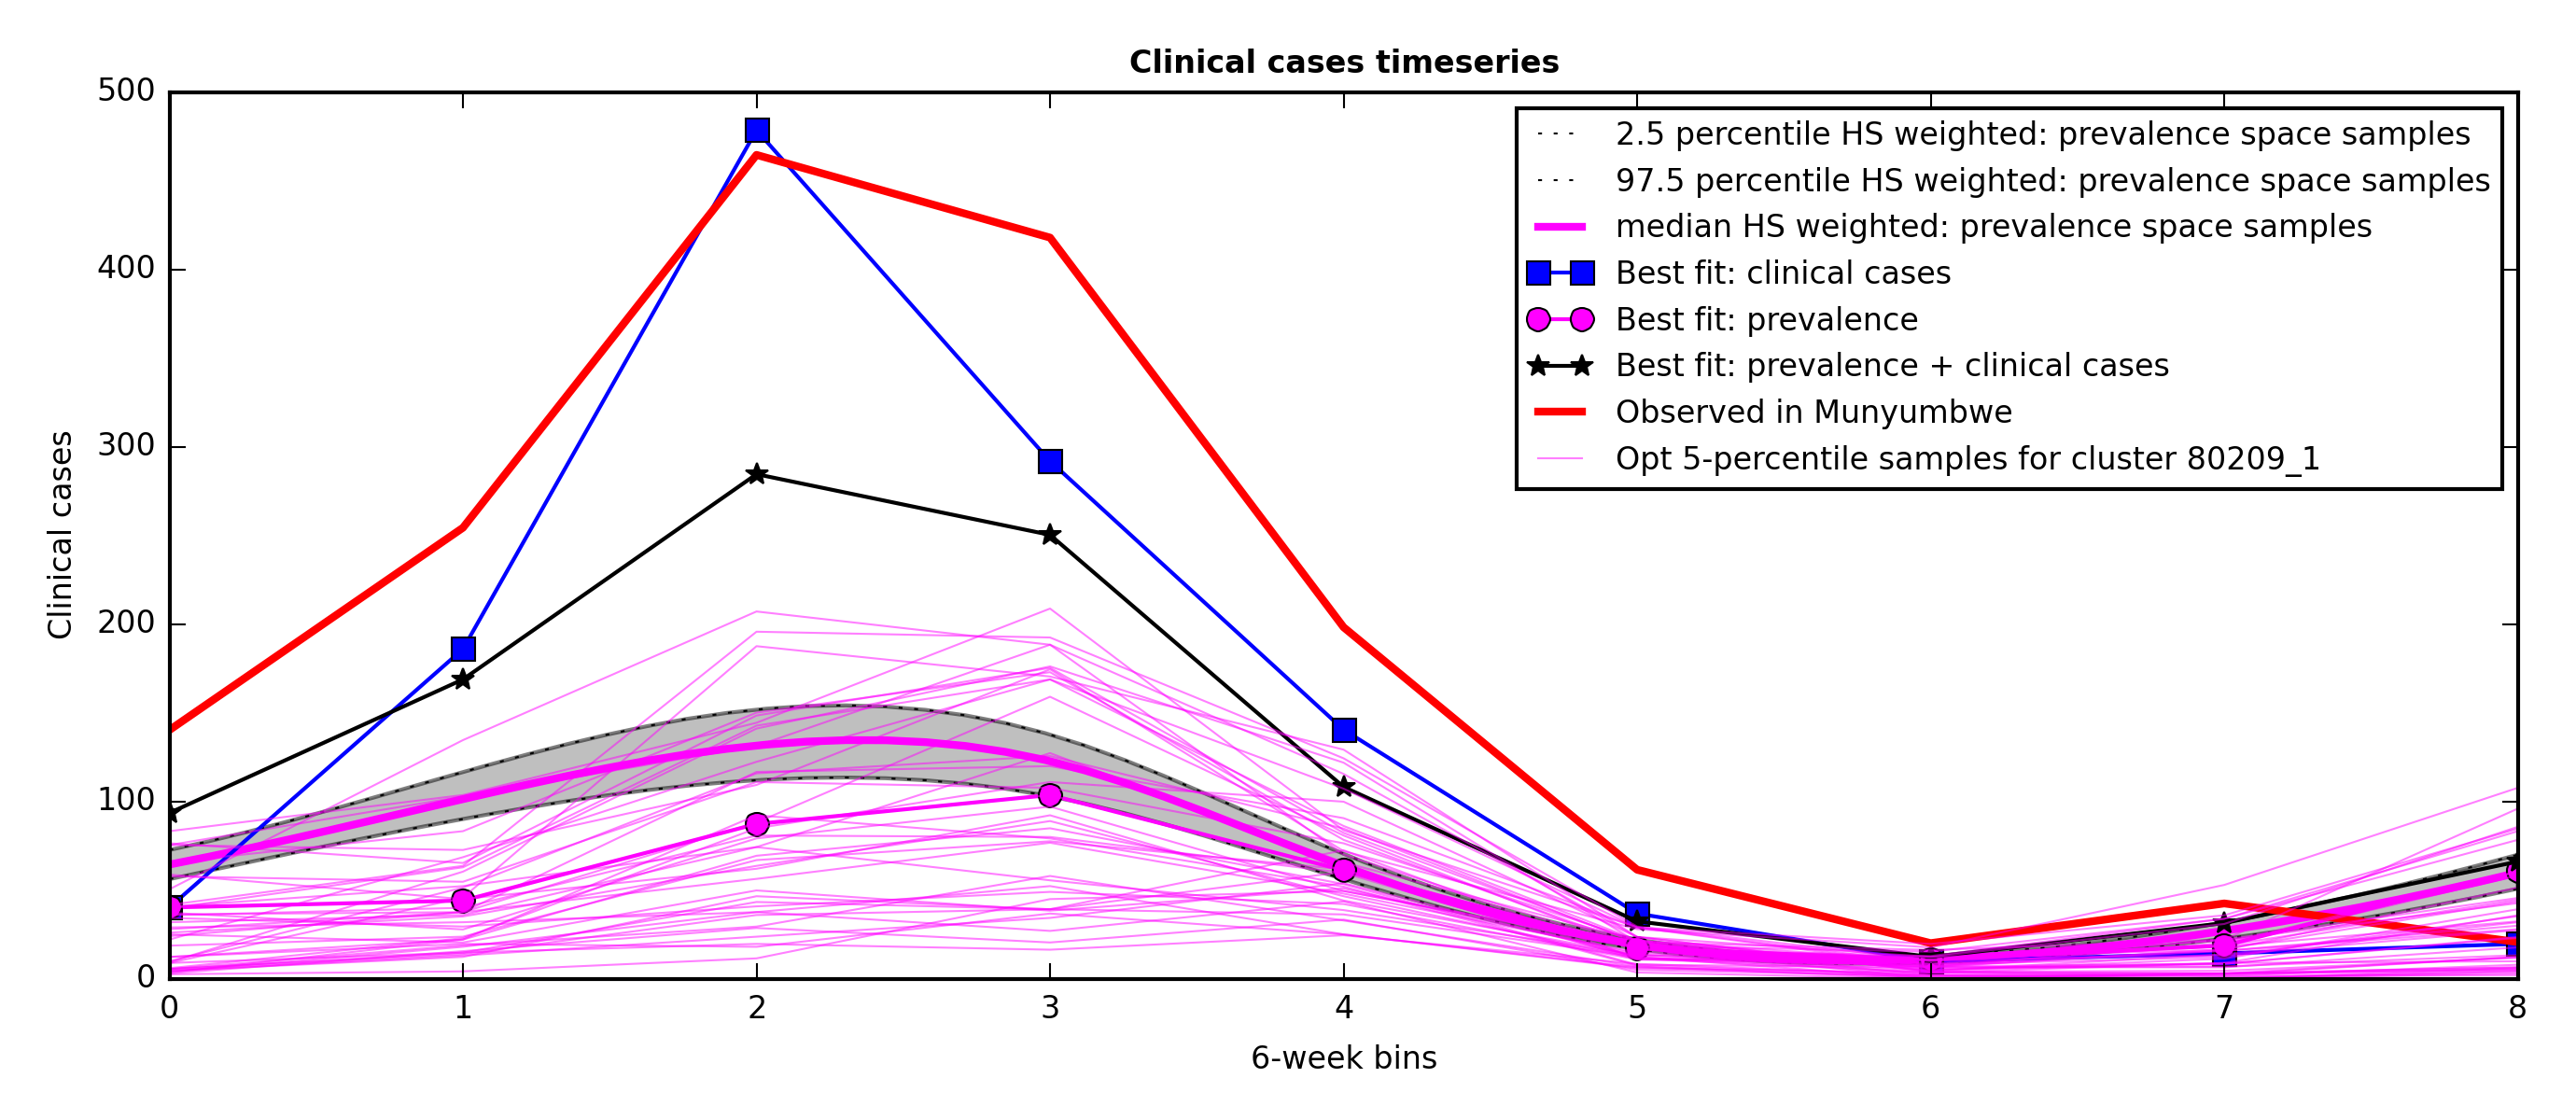 Clinical cases timeseries
500
400
300
200
100
0
Clinical cases
2.5 percentile HS weighted: prevalence space samples
97.5 percentile HS weighted: prevalence space samples
median HS weighted: prevalence space samples
Best fit: clinical cases
Best fit: prevalence
Best fit: prevalence + clinical cases
Observed in Munyumbwe
Opt 5-percentile samples for cluster 80209_1
0 1 2 3 4 5 6 7 8
6-week bins